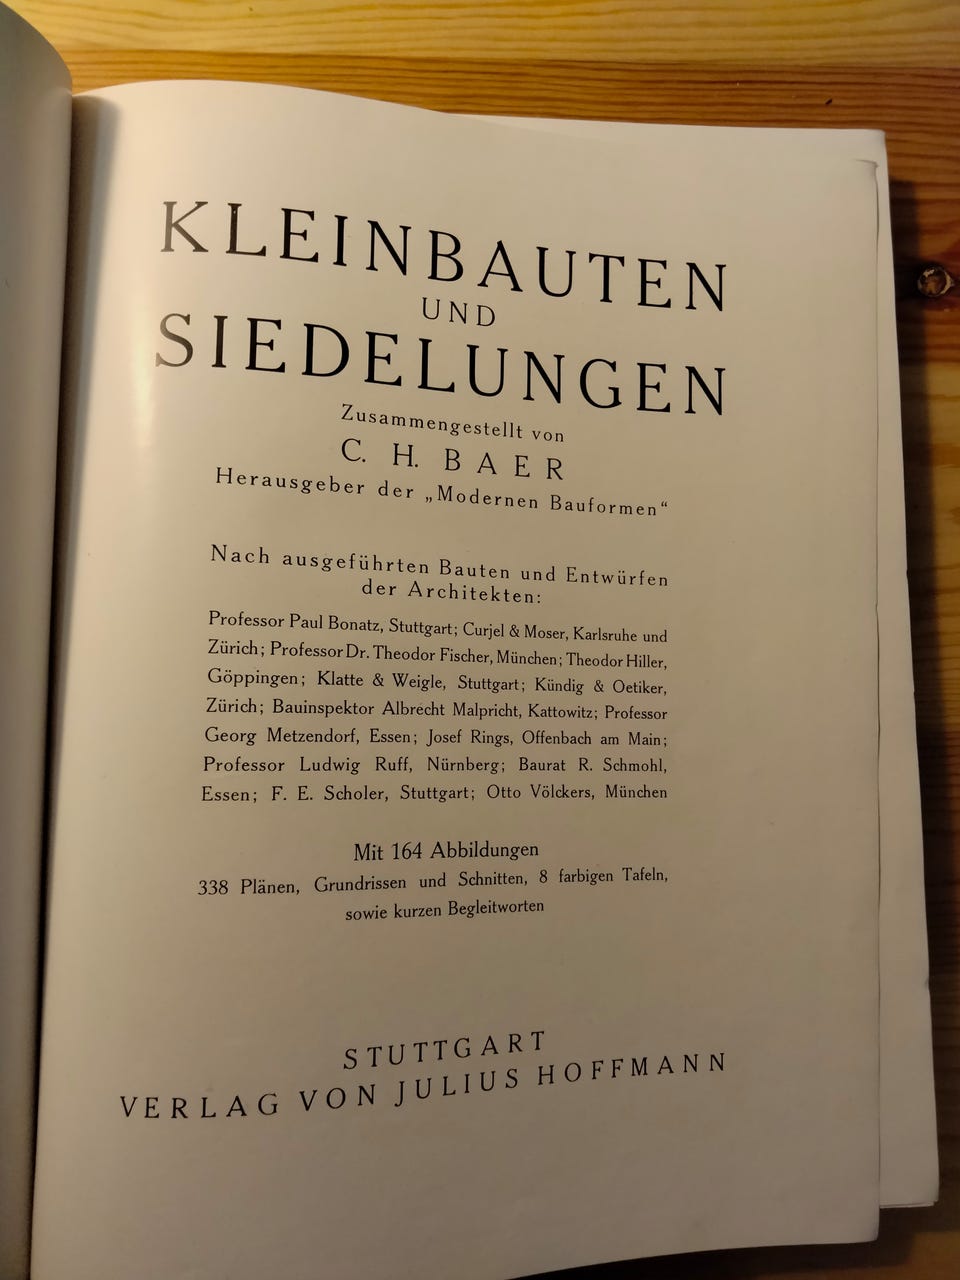 KLEINBAUTEN
UND
SIEDELUNGEN
Zusammengestellt von
C. H. BAER
Herausgeber der „Modernen Bauformen“
Nach ausgeführten Bauten und Entwürfen
der Architekten:
Professor Paul Bonatz, Stuttgart; Curjel & Moser, Karlsruhe und
Zürich; Professor Dr. Theodor Fischer, München; Theodor Hiller,
Göppingen; Klatte & Weigle, Stuttgart; Kündig & Oetiker,
Zürich; Bauinspektor Albrecht Malpricht, Kattowitz; Professor
Georg Metzendorf, Essen; Josef Rings, Offenbach am Main;
Professor Ludwig Ruff, Nürnberg; Baurat R. Schmohl,
Essen; F. E. Scholer, Stuttgart; Otto Völckers, München
Mit 164 Abbildungen
338 Plänen, Grundrissen und Schnitten, 8 farbigen Tafeln,
sowie kurzen Begleitworten
STUTTGART
VERLAG VON JULIUS HOFFMANN